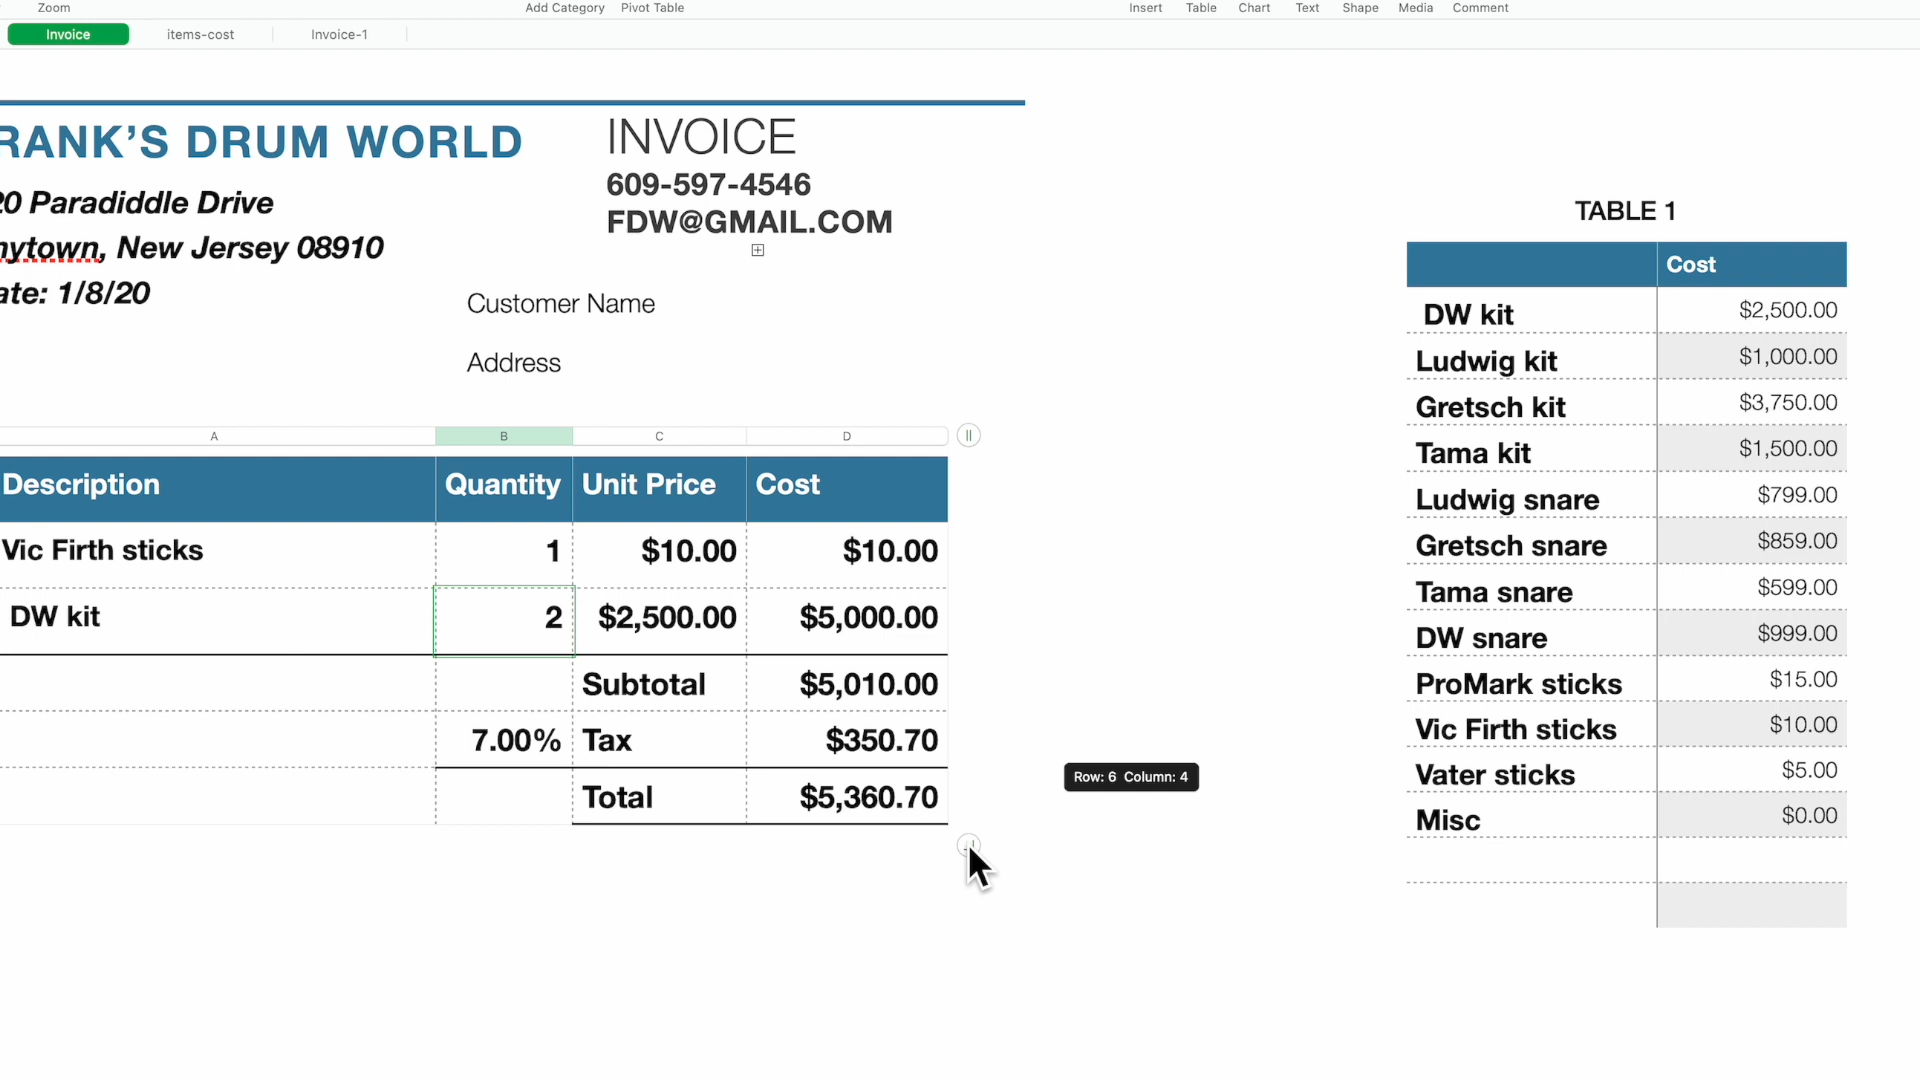 Zoom Add Category Pivot Table Insert Table Chart Text Shape Media Comment
Invoice items-cost Invoice-1
RANK’S DRUM WORLD
20 Paradiddle Drive
nytown, New Jersey 08910
ate: 1/8/20
INVOICE
609-597-4546
FDW@GMAIL.COM
Customer Name
Address
A B C D
Description Quantity Unit Price Cost
Vic Firth sticks 1 $10.00 $10.00
DW kit 2 $2,500.00 $5,000.00
Subtotal $5,010.00
7.00% Tax $350.70
Total $5,360.70
Row: 6 Column: 4
TABLE 1
Cost
DW kit $2,500.00
Ludwig kit $1,000.00
Gretsch kit $3,750.00
Tama kit $1,500.00
Ludwig snare $799.00
Gretsch snare $859.00
Tama snare $599.00
DW snare $999.00
ProMark sticks $15.00
Vic Firth sticks $10.00
Vater sticks $5.00
Misc $0.00